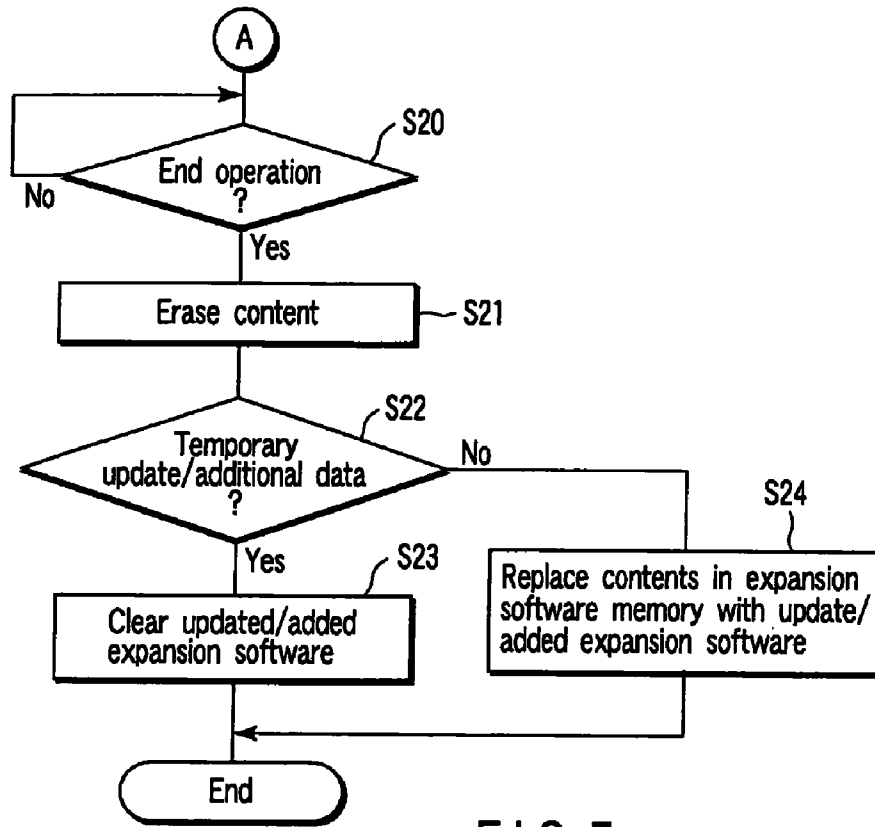 A
S20
End operation
?
No
Yes
Erase content
S21
S22
Temporary
update/additional data
?
No
Yes
S23
S24
Clear updated/added
expansion software
Replace contents in expansion
software memory with update/
added expansion software
End